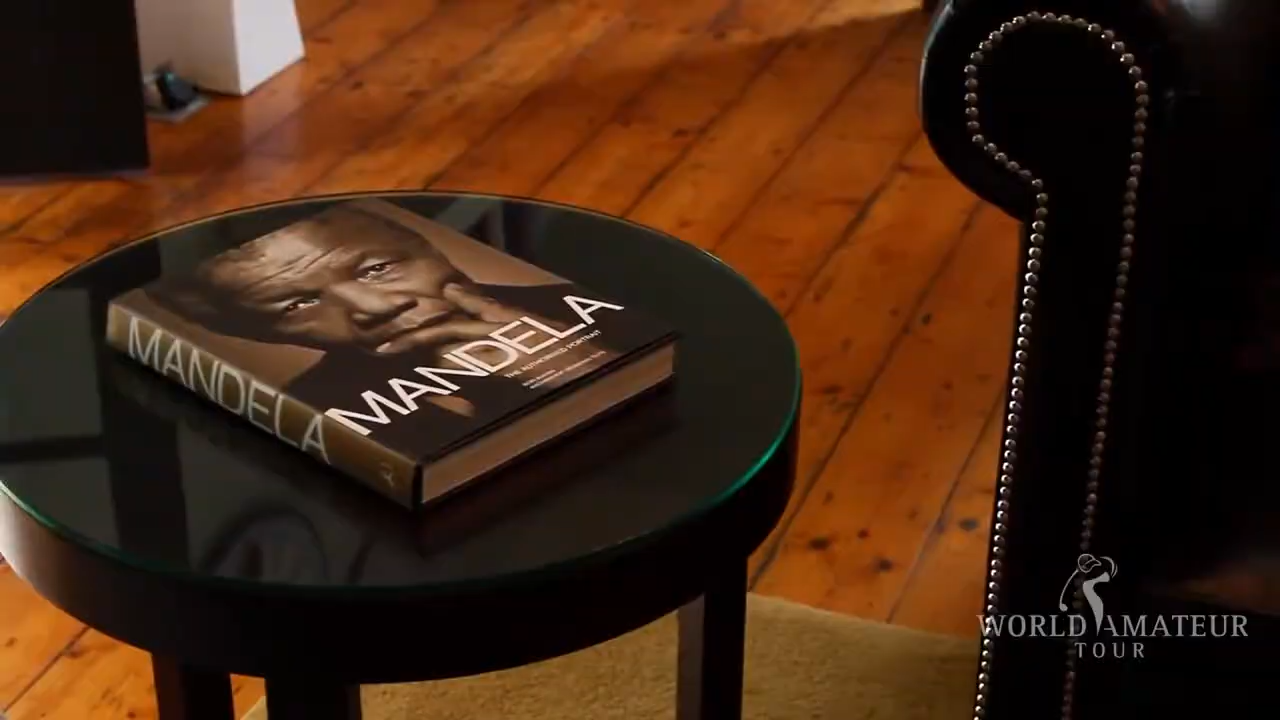 MANDELA
MANDELA
THE AUTHORISED PORTRAIT
WORLD AMATEUR
TOUR